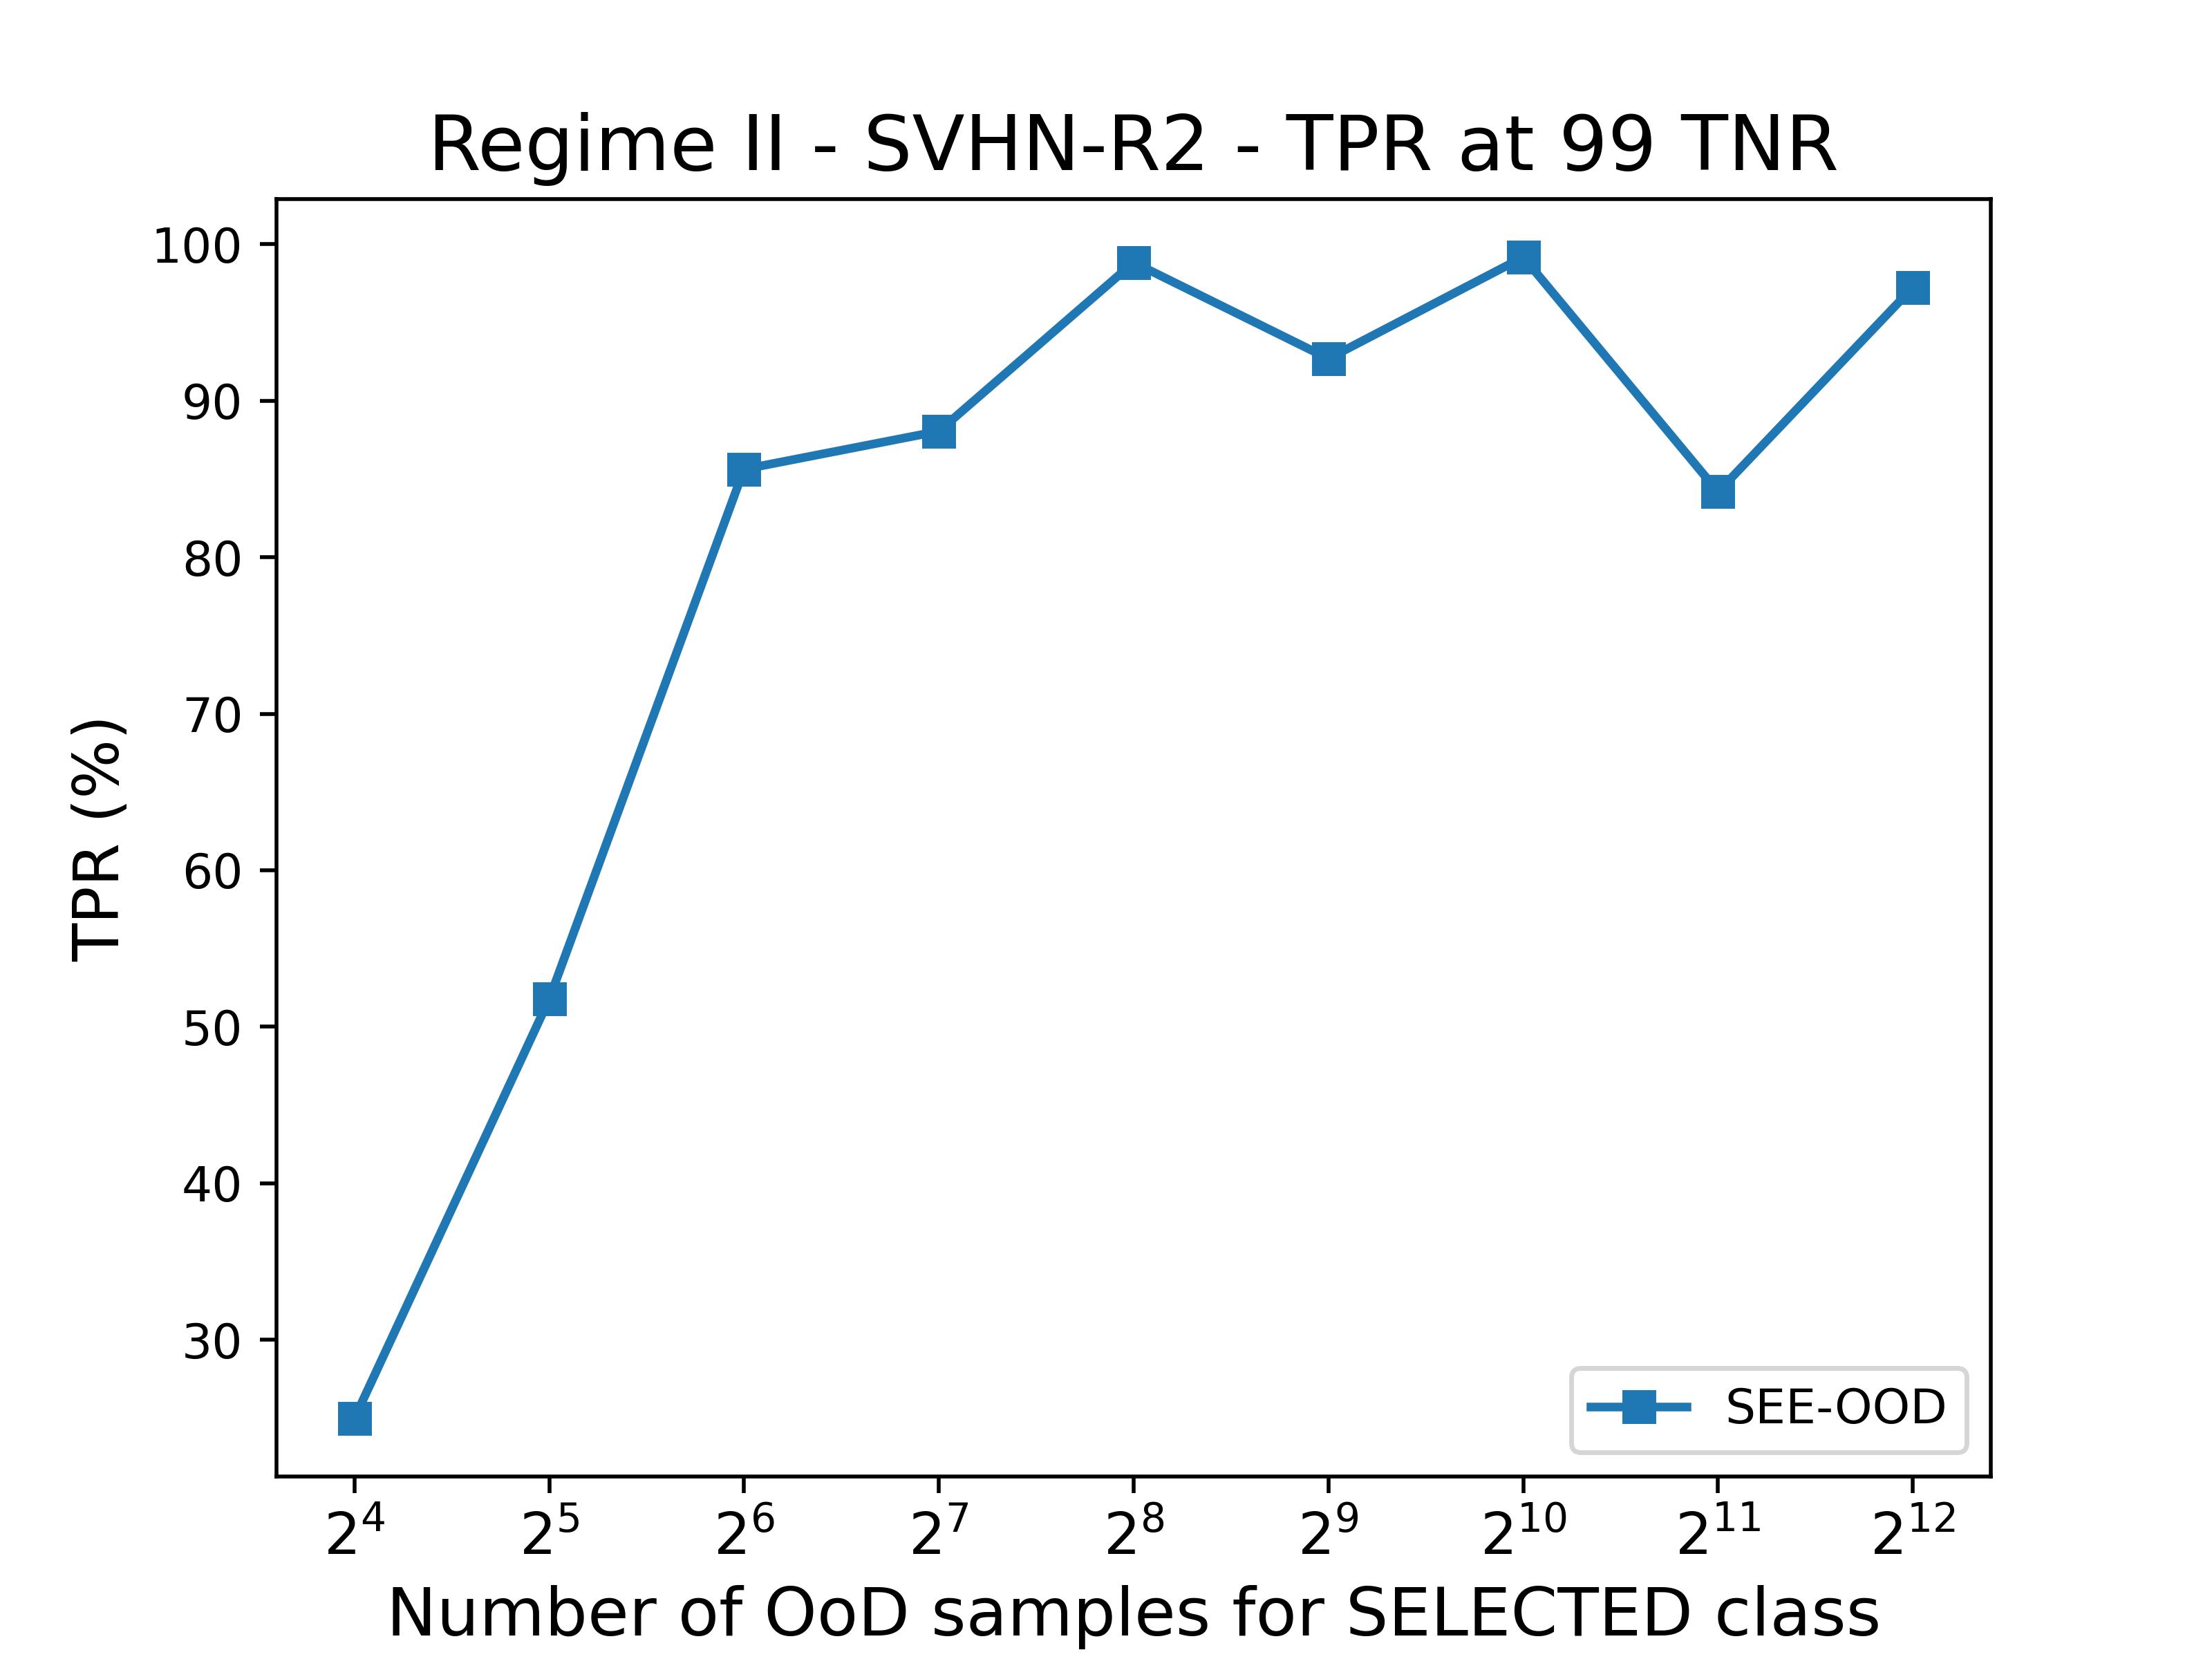 Regime II - SVHN-R2 - TPR at 99 TNR
TPR (%)
100
90
80
70
60
50
40
30
SEE-OOD
2^4 2^5 2^6 2^7 2^8 2^9 2^10 2^11 2^12
Number of OoD samples for SELECTED class